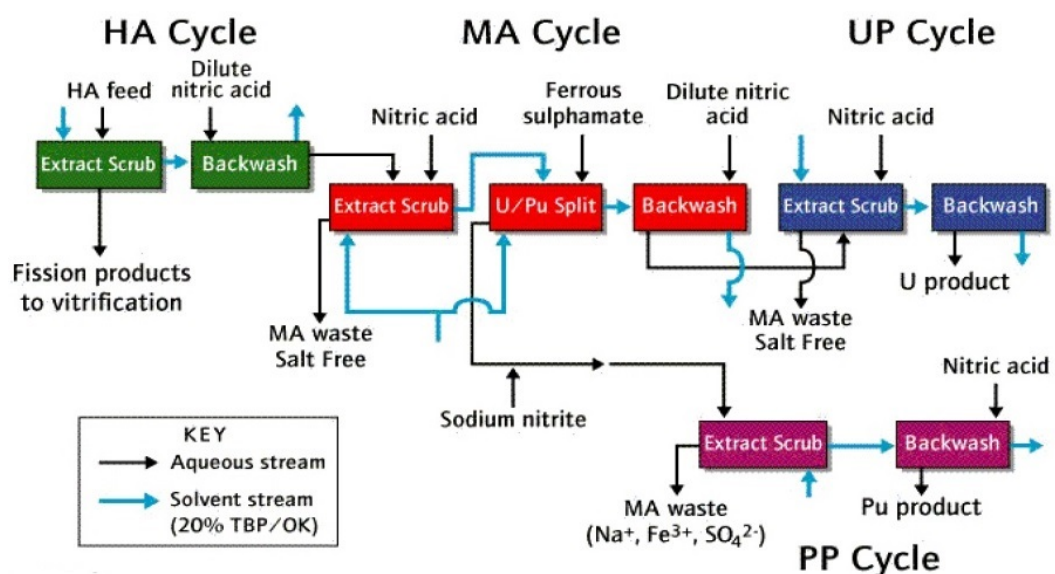 HA Cycle
MA Cycle
UP Cycle
HA feed
Dilute
nitric acid
Nitric acid
Ferrous
sulphamate
Dilute nitric
acid
Nitric acid
Extract Scrub
Backwash
Extract Scrub
U/Pu Split
Backwash
Extract Scrub
Backwash
Fission products
to vitrification
MA waste
Salt Free
MA waste
Salt Free
U product
Sodium nitrite
Nitric acid
Extract Scrub
Backwash
MA waste
(Na⁺, Fe³⁺, SO₄²⁻)
Pu product
PP Cycle
KEY
Aqueous stream
Solvent stream
(20% TBP/OK)